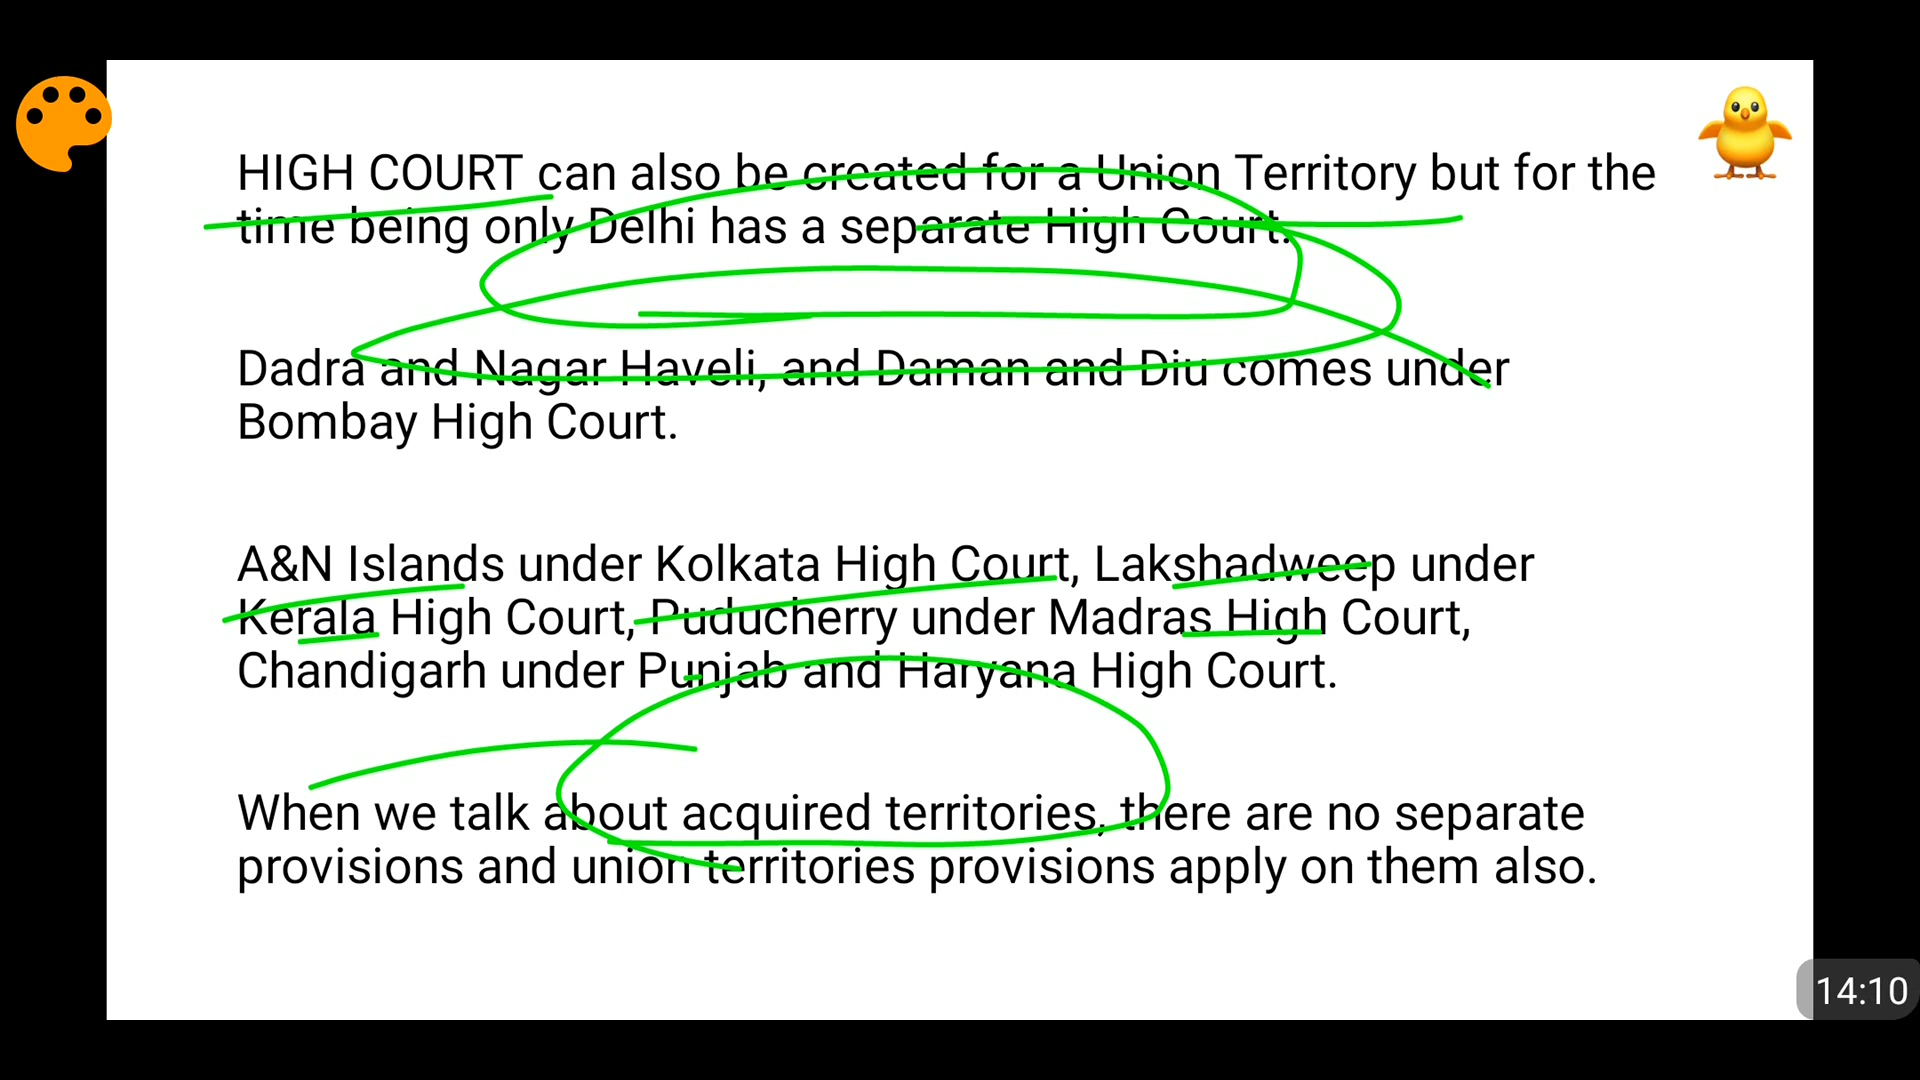 HIGH COURT can also be created for a Union Territory but for the
time being only Delhi has a separate High Court.
Dadra and Nagar Haveli, and Daman and Diu comes under
Bombay High Court.
A&N Islands under Kolkata High Court, Lakshadweep under
Kerala High Court, Puducherry under Madras High Court,
Chandigarh under Punjab and Haryana High Court.
When we talk about acquired territories, there are no separate
provisions and union territories provisions apply on them also.
14:10